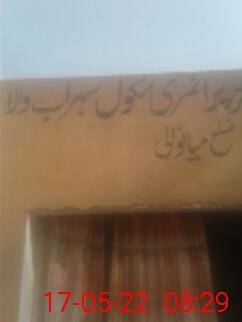 پرائمری سکول سہراب والا
ضلع میانوالی
17-05-22 08:29